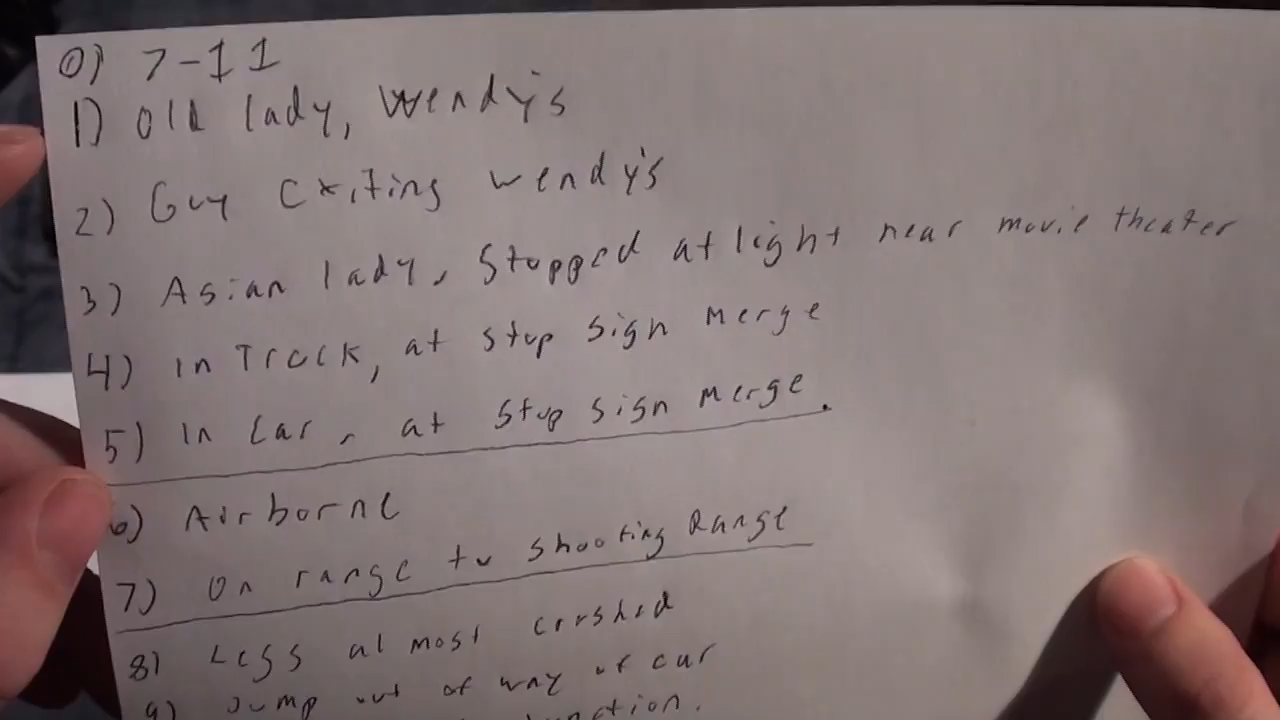 0) 7-11
1) Old lady, Wendy's
2) Guy Exiting Wendy's
3) Asian lady, Stopped at light near movie theater
4) in Truck, at stop sign merge
5) in Car, at stop sign merge.
6) Airborne
7) On range to shooting Range
8) Legs almost crushed
9) Jump out of way of car